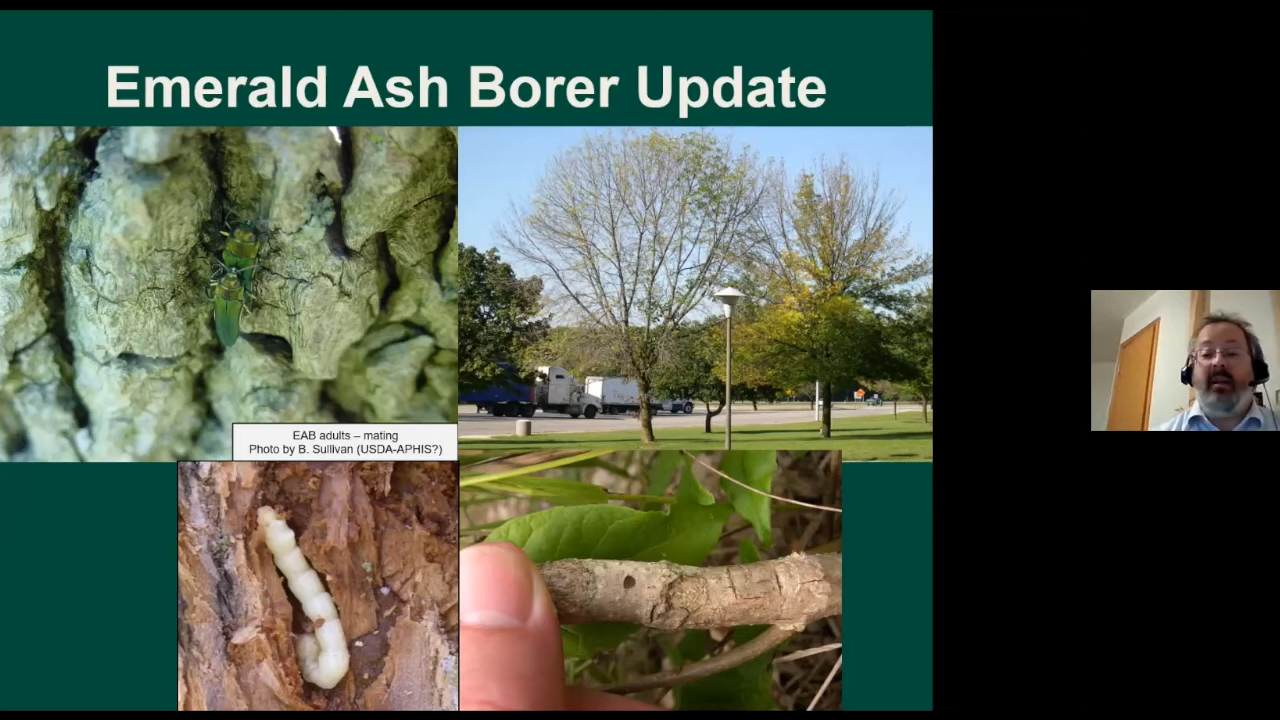 Emerald Ash Borer Update
EAB adults – mating
Photo by B. Sullivan (USDA-APHIS?)